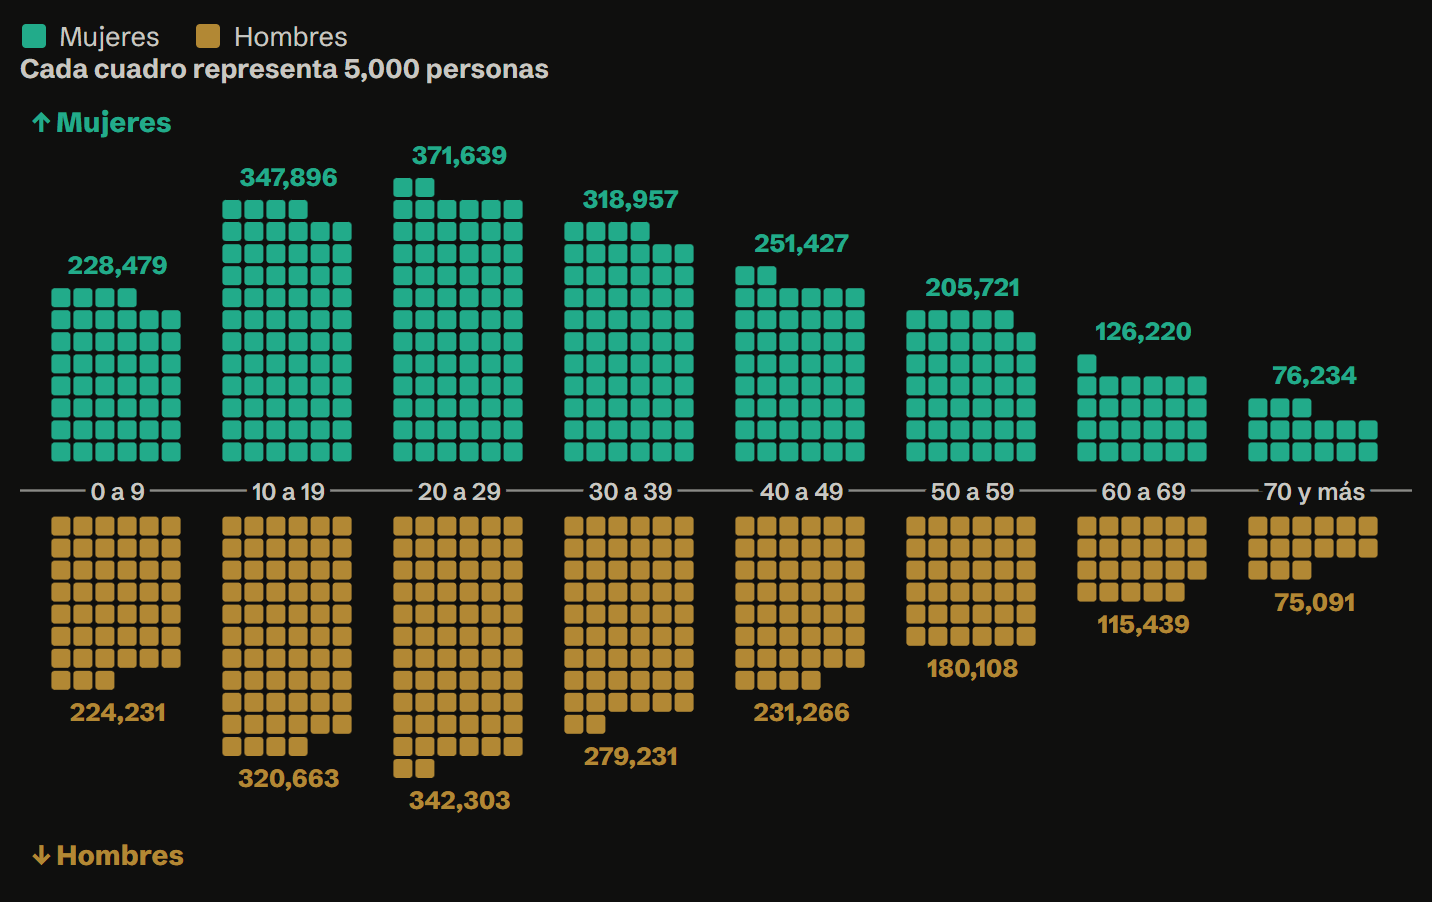 Mujeres Hombres
Cada cuadro representa 5,000 personas
↑ Mujeres
228,479 347,896 371,639 318,957 251,427 205,721 126,220 76,234
0 a 9 10 a 19 20 a 29 30 a 39 40 a 49 50 a 59 60 a 69 70 y más
224,231 320,663 342,303 279,231 231,266 180,108 115,439 75,091
↓ Hombres